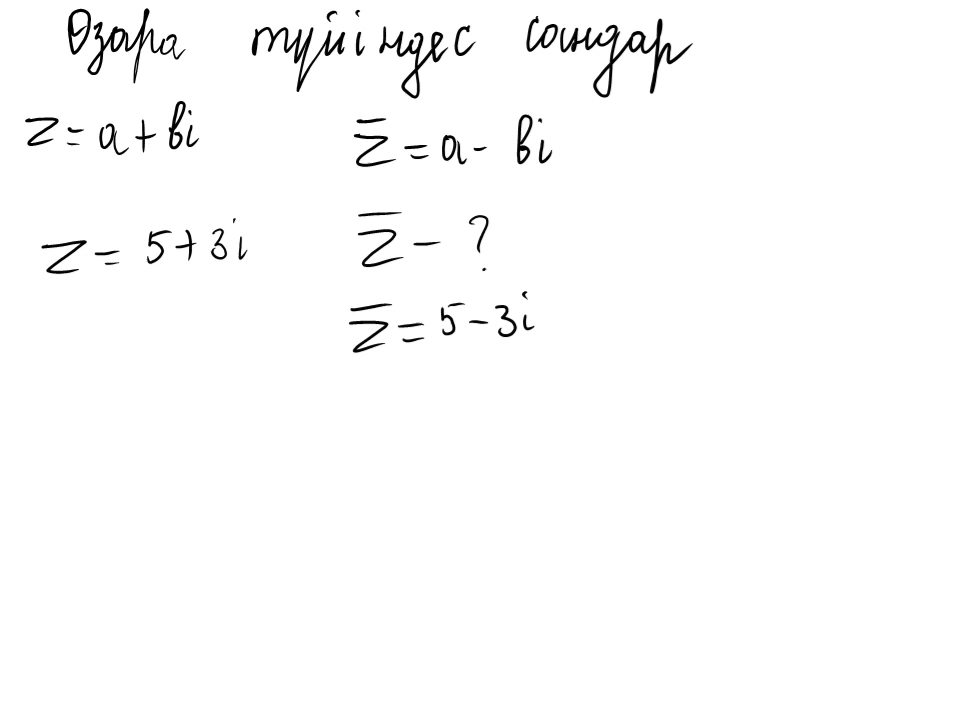 Өзара түйіндес сандар
z = a + bi z̅ = a - bi
z = 5 + 3i z̅ - ?
z̅ = 5 - 3i